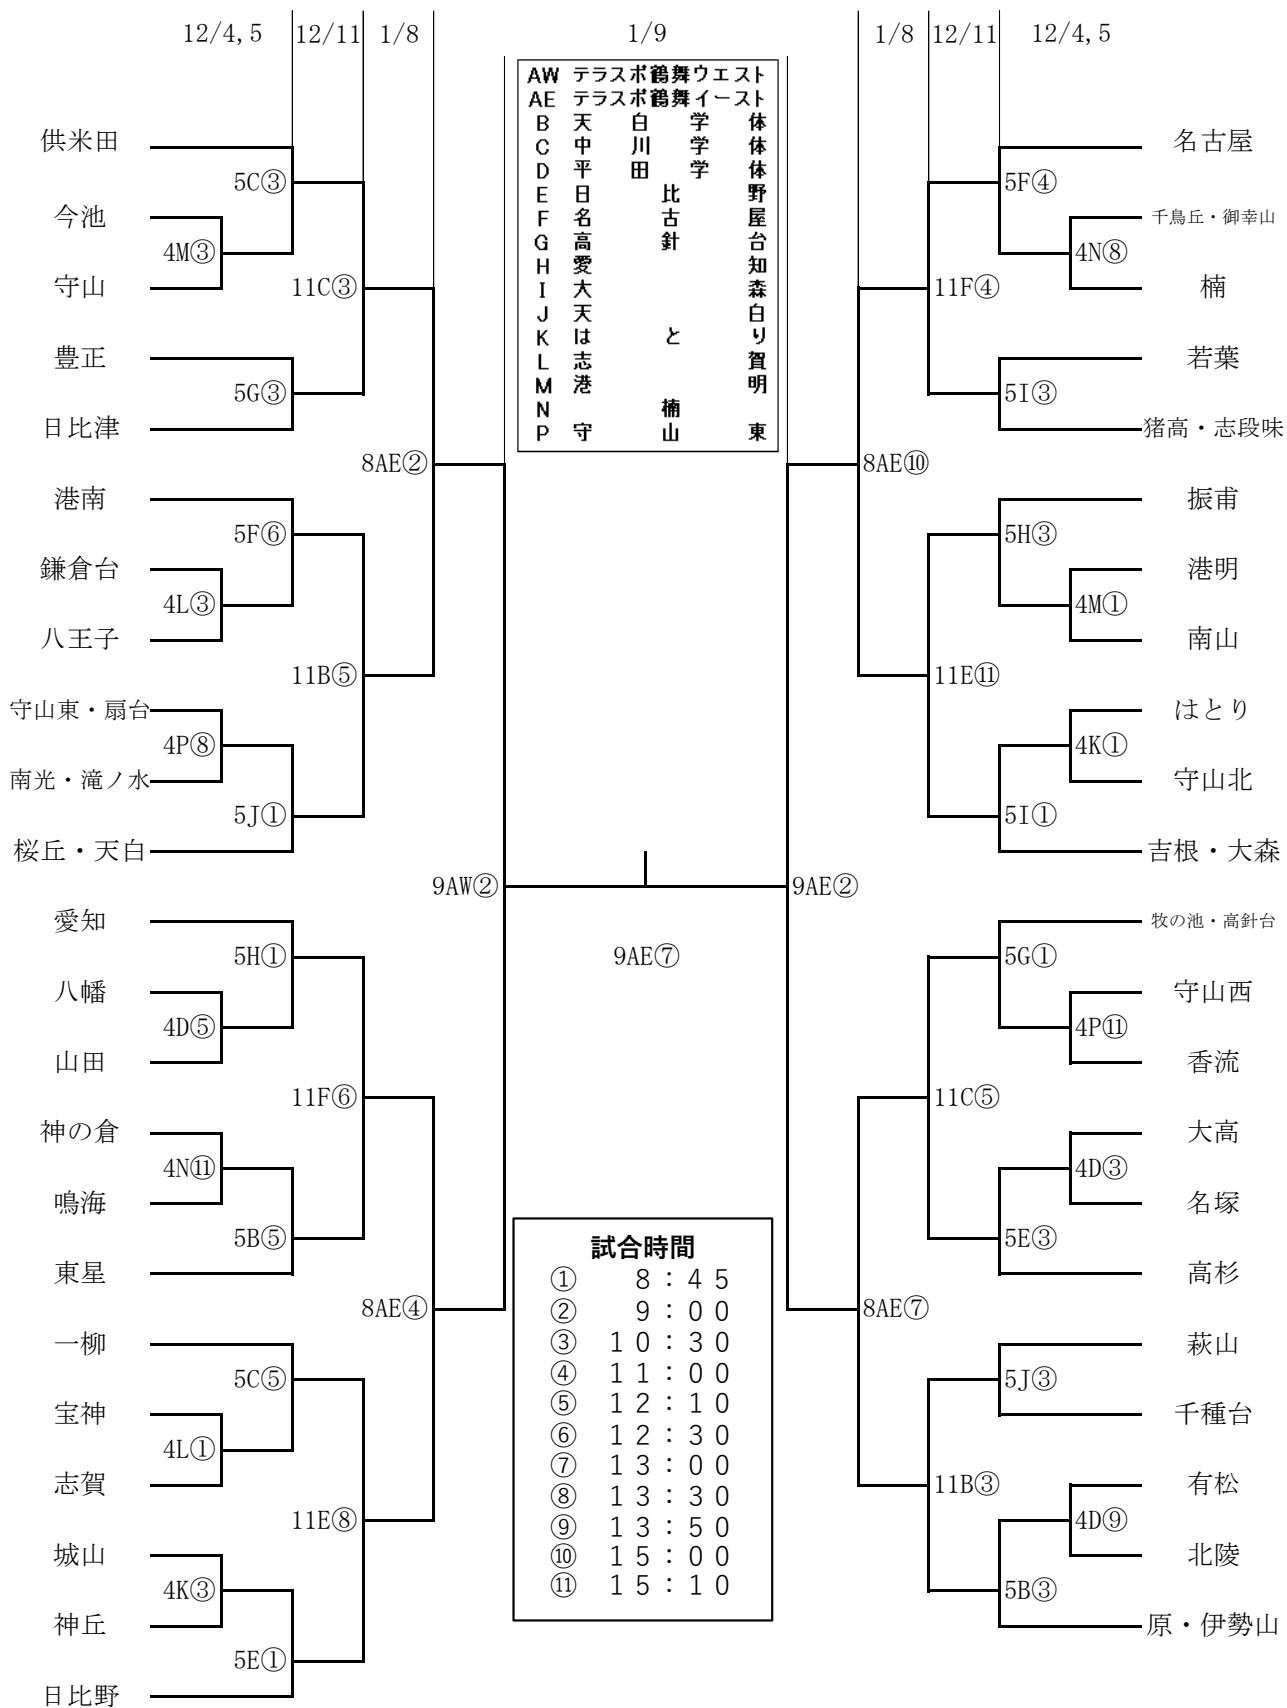 12/4,5 12/11 1/8 1/9 1/8 12/11 12/4,5
AW テラスポ鶴舞ウエスト
AE テラスポ鶴舞イースト
B 天白学体
C 中川学体
D 平田学体
E 日比野
F 名古屋
G 高針台
H 愛知
I 大森
J 天白
K はとり
L 志賀
M 港明
N 楠
P 守山東
供米田
5C③
今池
4M③
守山
11C③
豊正
5G③
日比津
8AE②
港南
5F⑥
鎌倉台
4L③
八王子
11B⑤
守山東・扇台
4P⑧
南光・滝ノ水
5J①
桜丘・天白
9AW②
愛知
5H①
八幡
4D⑤
山田
11F⑥
神の倉
4N⑪
鳴海
5B⑤
東星
8AE④
一柳
5C⑤
宝神
4L①
志賀
11E⑧
城山
4K③
神丘
5E①
日比野
9AE⑦
試合時間
① 8:45
② 9:00
③ 10:30
④ 11:00
⑤ 12:10
⑥ 12:30
⑦ 13:00
⑧ 13:30
⑨ 13:50
⑩ 15:00
⑪ 15:10
名古屋
5F④
千鳥丘・御幸山
4N⑧
楠
11F④
若葉
5I③
猪高・志段味
8AE⑩
振甫
5H③
港明
4M①
南山
11E⑪
はとり
4K①
守山北
5I①
吉根・大森
9AE②
牧の池・高針台
5G①
守山西
4P⑪
香流
11C⑤
大高
4D③
名塚
5E③
高杉
8AE⑦
萩山
5J③
千種台
11B③
有松
4D⑨
北陵
5B③
原・伊勢山